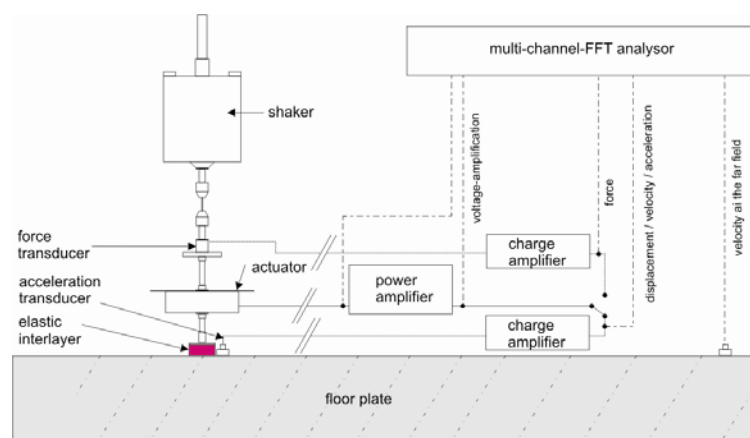 multi-channel-FFT analysor
shaker
voltage-amplification
force
displacement / velocity / acceleration
velocity ai the far field
force
transducer
actuator
charge
amplifier
acceleration
transducer
power
amplifier
elastic
interlayer
charge
amplifier
floor plate